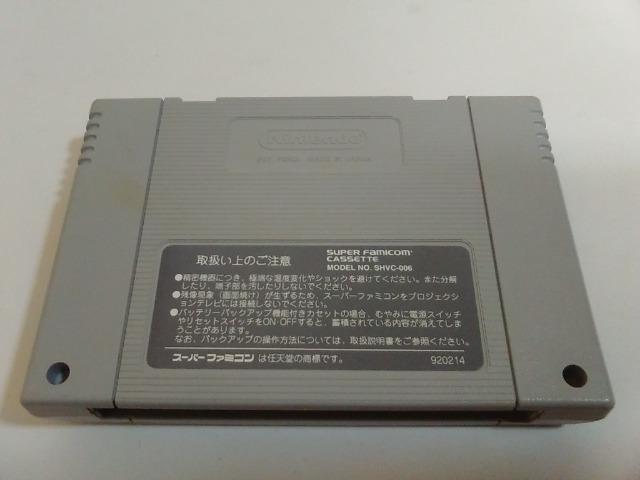 Nintendo
PAT. PEND. MADE IN JAPAN
取扱い上のご注意
SUPER FAMICOM
CASSETTE
MODEL NO. SHVC-006
●精密機器につき、極端な温度変化やショックを避けてください。また分解
したり、端子部を汚したりしないでください。
●残像現象（画面焼け）が生ずるため、スーパーファミコンをプロジェクシ
ョンテレビには接続しないでください。
●バッテリーバックアップ機能付きカセットの場合、むやみに電源スイッチ
やリセットスイッチをON・OFFすると、蓄積されている内容が消えてしま
う事があります。
なお、バックアップの操作方法については、取扱説明書をご参照ください。
スーパーファミコン は任天堂の商標です。
920214